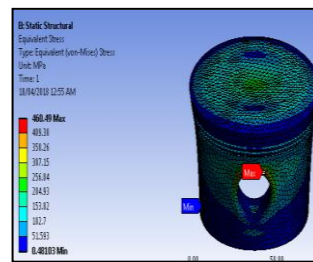 B: Static Structural
Equivalent Stress
Type: Equivalent (von-Mises) Stress
Unit: MPa
Time: 1
18/04/2018 12:55 AM
460.49 Max
409.38
358.26
307.15
256.04
204.93
153.82
102.7
51.593
0.48103 Min
Max
Min
0.00
50.00